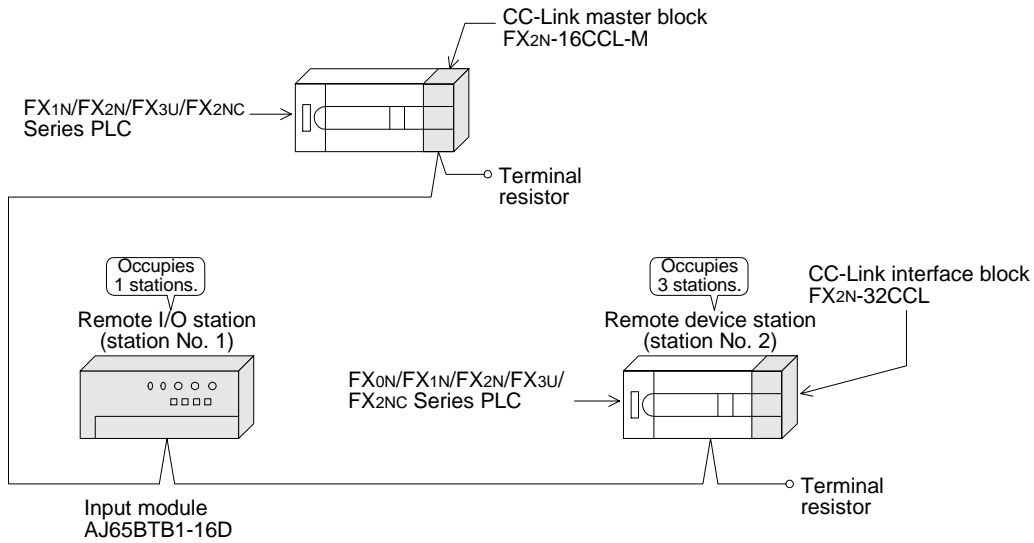 CC-Link master block
FX2N-16CCL-M
FX1N/FX2N/FX3U/FX2NC
Series PLC
Terminal
resistor
Occupies
1 stations.
Remote I/O station
(station No. 1)
Occupies
3 stations.
Remote device station
(station No. 2)
CC-Link interface block
FX2N-32CCL
FX0N/FX1N/FX2N/FX3U/
FX2NC Series PLC
Input module
AJ65BTB1-16D
Terminal
resistor